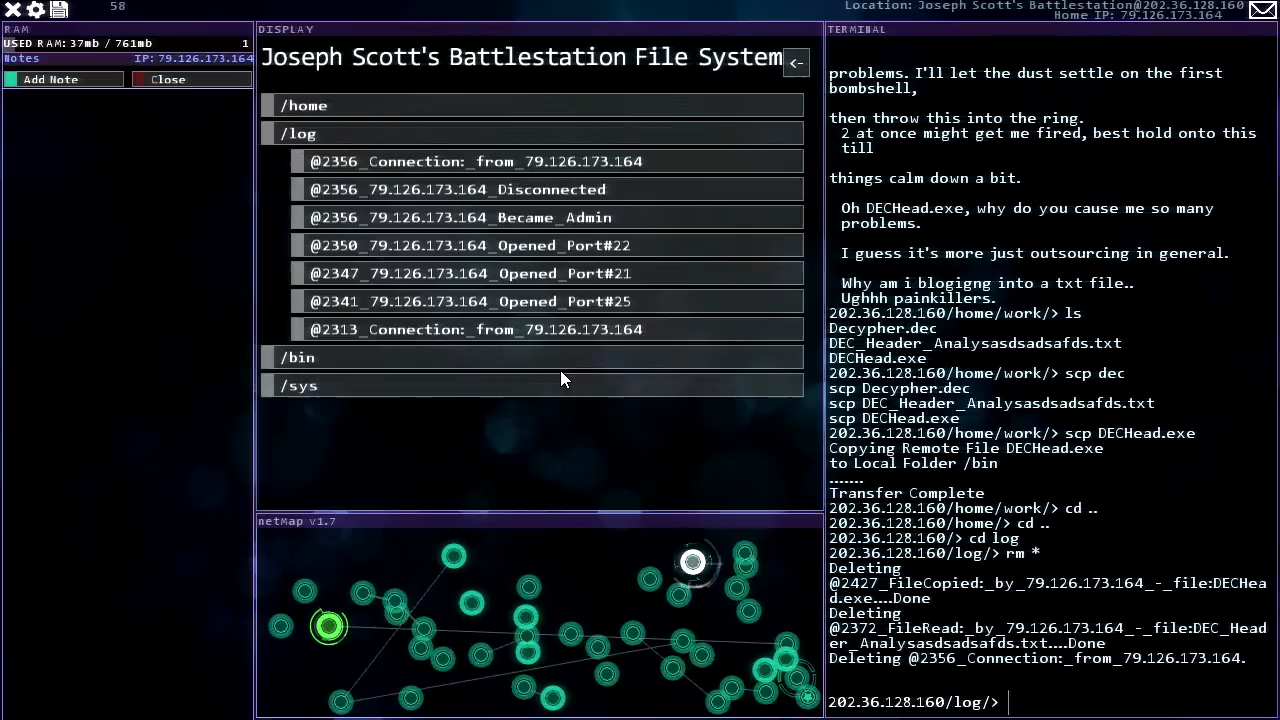 58
Location: Joseph Scott's Battlestation@202.36.128.160
Home IP: 79.126.173.164
RAM
USED RAM: 37mb / 761mb 1
Notes IP: 79.126.173.164
Add Note Close
DISPLAY
Joseph Scott's Battlestation File System
<-
/home
/log
@2356_Connection:_from_79.126.173.164
@2356_79.126.173.164_Disconnected
@2356_79.126.173.164_Became_Admin
@2350_79.126.173.164_Opened_Port#22
@2347_79.126.173.164_Opened_Port#21
@2341_79.126.173.164_Opened_Port#25
@2313_Connection:_from_79.126.173.164
/bin
/sys
netMap v1.7
TERMINAL
problems. I'll let the dust settle on the first
bombshell,
then throw this into the ring.
2 at once might get me fired, best hold onto this
till
things calm down a bit.
Oh DECHead.exe, why do you cause me so many
problems.
I guess it's more just outsourcing in general.
Why am i blogigng into a txt file..
Ughhh painkillers.
202.36.128.160/home/work/> ls
Decypher.dec
DEC_Header_Analysasdsadsafds.txt
DECHead.exe
202.36.128.160/home/work/> scp dec
scp Decypher.dec
scp DEC_Header_Analysasdsadsafds.txt
scp DECHead.exe
202.36.128.160/home/work/> scp DECHead.exe
Copying Remote File DECHead.exe
to Local Folder /bin
.......
Transfer Complete
202.36.128.160/home/work/> cd ..
202.36.128.160/home/> cd ..
202.36.128.160/> cd log
202.36.128.160/log/> rm *
Deleting
@2427_FileCopied:_by_79.126.173.164_-_file:DECHea
d.exe....Done
Deleting
@2372_FileRead:_by_79.126.173.164_-_file:DEC_Head
er_Analysasdsadsafds.txt....Done
Deleting @2356_Connection:_from_79.126.173.164.
202.36.128.160/log/>